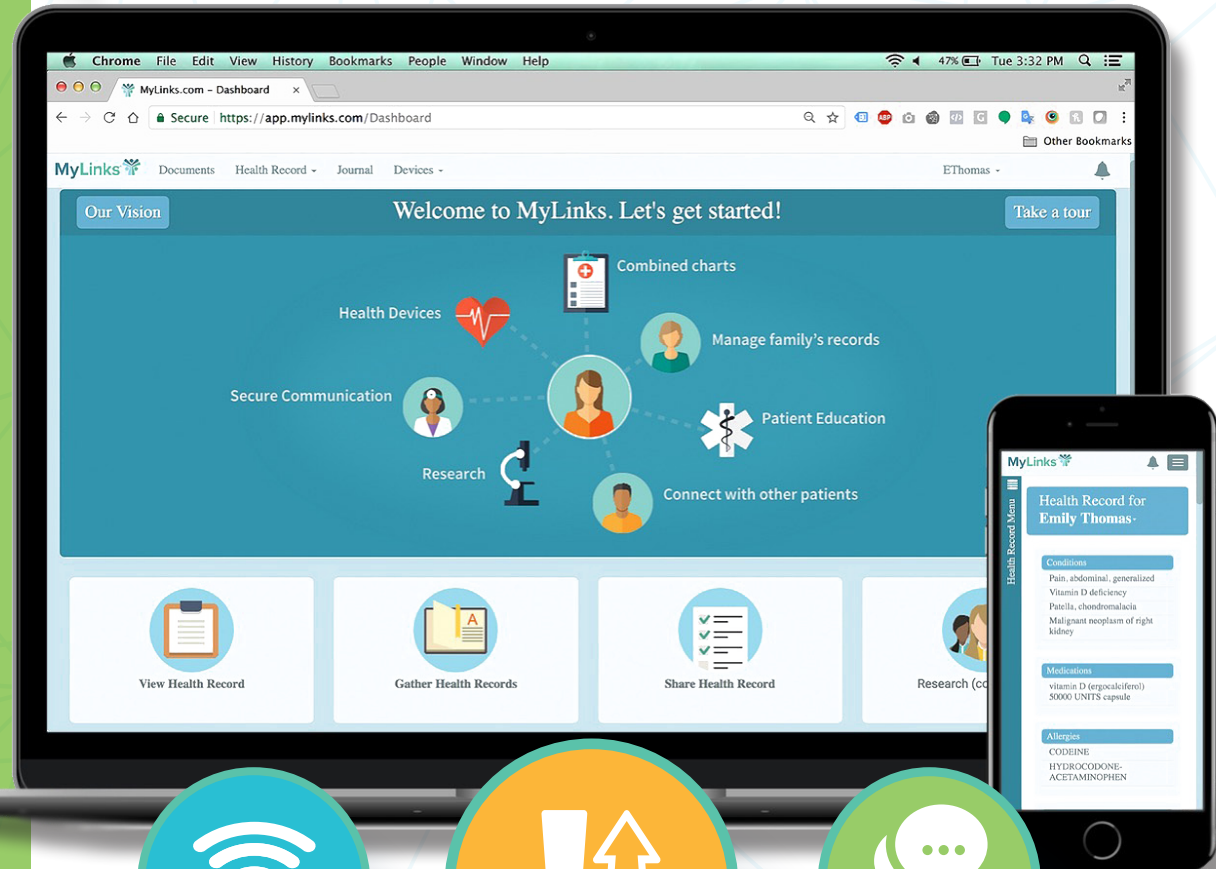 Chrome File Edit View History Bookmarks People Window Help
47% Tue 3:32 PM
MyLinks.com – Dashboard ×
Secure https://app.mylinks.com/Dashboard
ABP
G
Other Bookmarks
MyLinks Documents Health Record Journal Devices EThomas
Our Vision Welcome to MyLinks. Let's get started! Take a tour
Combined charts
Health Devices
Manage family's records
Secure Communication
Patient Education
Research
Connect with other patients
A
View Health Record Gather Health Records Share Health Record Research
MyLinks
Health Record Menu
Health Record for
Emily Thomas
Conditions
Pain, abdominal, generalized
Vitamin D deficiency
Patella, chondromalacia
Malignant neoplasm of right
kidney
Medications
vitamin D (ergocalciferol)
50000 UNITS capsule
Allergies
CODEINE
HYDROCODONE-
ACETAMINOPHEN